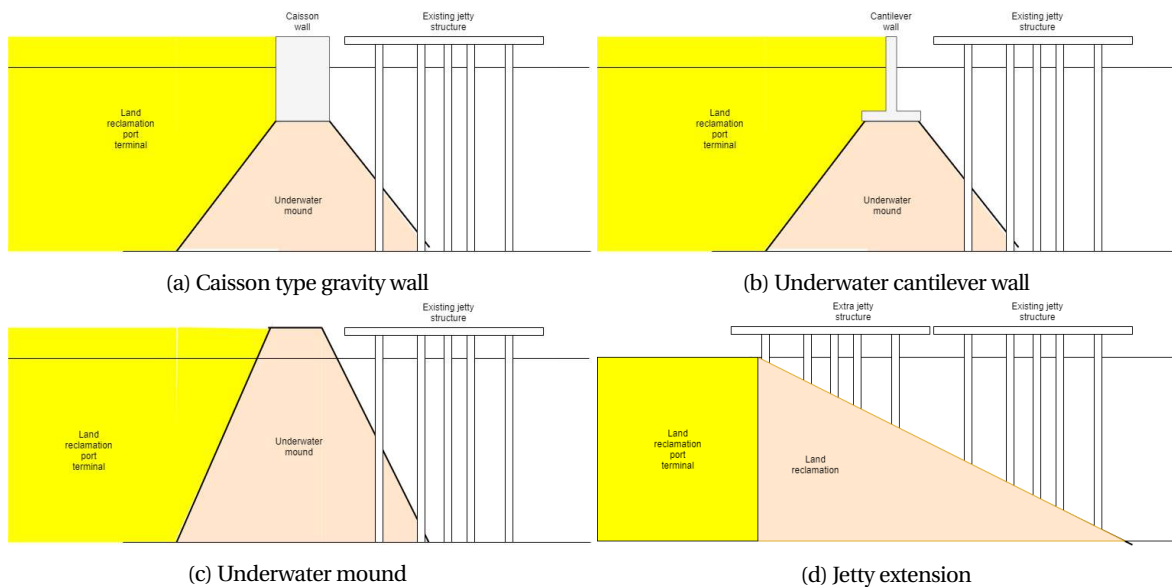 Caisson
wall
Existing jetty
structure
Land
reclamation
port
terminal
Underwater
mound
(a) Caisson type gravity wall
Cantilever
wall
Existing jetty
structure
Land
reclamation
port
terminal
Underwater
mound
(b) Underwater cantilever wall
Existing jetty
structure
Land
reclamation
port
terminal
Underwater
mound
(c) Underwater mound
Extra jetty
structure
Existing jetty
structure
Land
reclamation
port
terminal
Land
reclamation
(d) Jetty extension